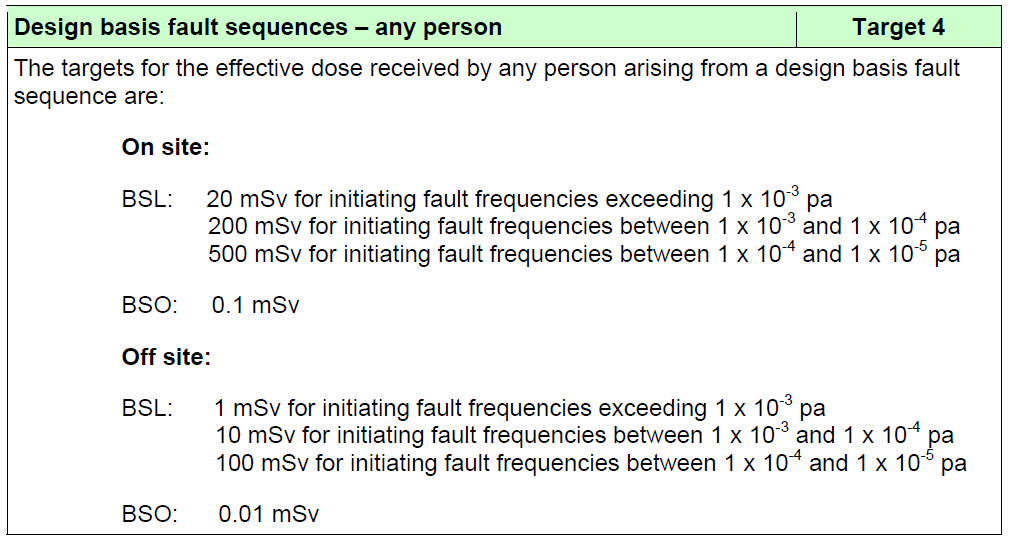 Design basis fault sequences – any person Target 4
The targets for the effective dose received by any person arising from a design basis fault
sequence are:
On site:
BSL: 20 mSv for initiating fault frequencies exceeding 1 x 10⁻³ pa
200 mSv for initiating fault frequencies between 1 x 10⁻³ and 1 x 10⁻⁴ pa
500 mSv for initiating fault frequencies between 1 x 10⁻⁴ and 1 x 10⁻⁵ pa
BSO: 0.1 mSv
Off site:
BSL: 1 mSv for initiating fault frequencies exceeding 1 x 10⁻³ pa
10 mSv for initiating fault frequencies between 1 x 10⁻³ and 1 x 10⁻⁴ pa
100 mSv for initiating fault frequencies between 1 x 10⁻⁴ and 1 x 10⁻⁵ pa
BSO: 0.01 mSv